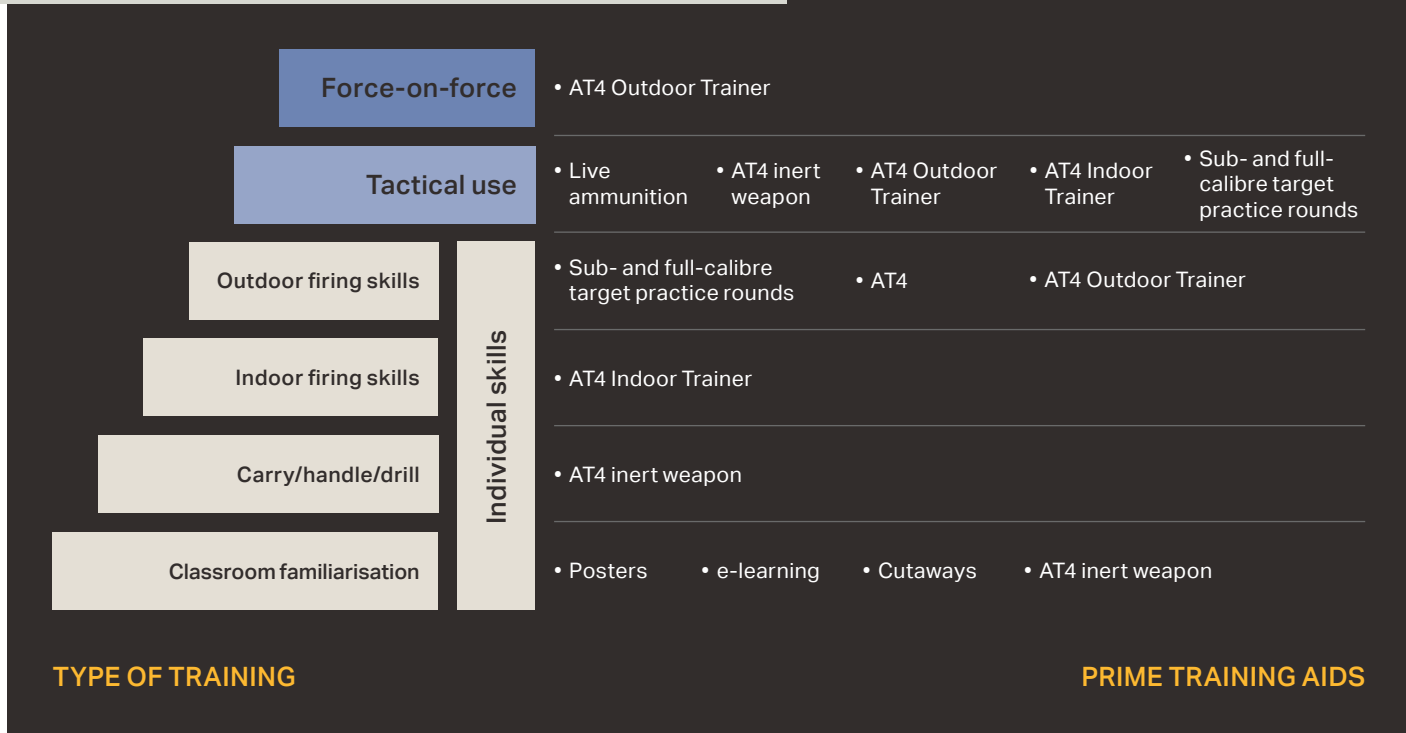 Force-on-force
• AT4 Outdoor Trainer
Tactical use
• Live
ammunition
• AT4 inert
weapon
• AT4 Outdoor
Trainer
• AT4 Indoor
Trainer
• Sub- and full-
calibre target
practice rounds
Outdoor firing skills
• Sub- and full-calibre
target practice rounds
• AT4
• AT4 Outdoor Trainer
Individual skills
Indoor firing skills
• AT4 Indoor Trainer
Carry/handle/drill
• AT4 inert weapon
Classroom familiarisation
• Posters
• e-learning
• Cutaways
• AT4 inert weapon
TYPE OF TRAINING
PRIME TRAINING AIDS